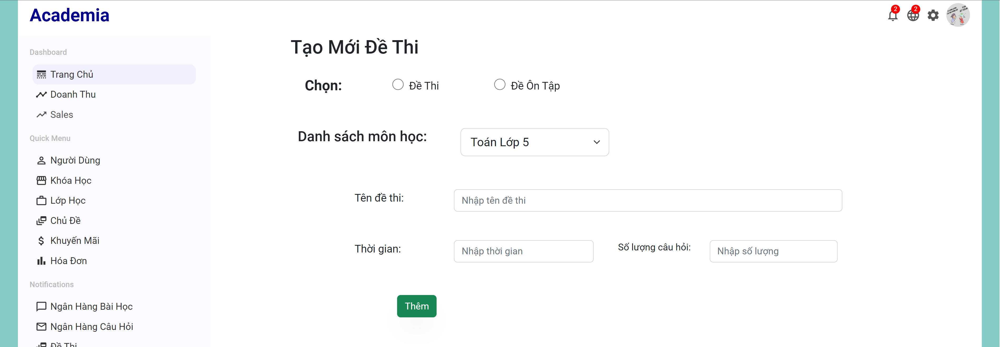 Academia
2
2
Dashboard
Trang Chủ
Doanh Thu
Sales
Quick Menu
Người Dùng
Khóa Học
Lớp Học
Chủ Đề
Khuyến Mãi
Hóa Đơn
Notifications
Ngân Hàng Bài Học
Ngân Hàng Câu Hỏi
Đề Thi
Tạo Mới Đề Thi
Chọn: Đề Thi Đề Ôn Tập
Danh sách môn học: Toán Lớp 5
Tên đề thi: Nhập tên đề thi
Thời gian: Nhập thời gian Số lượng câu hỏi: Nhập số lượng
Thêm